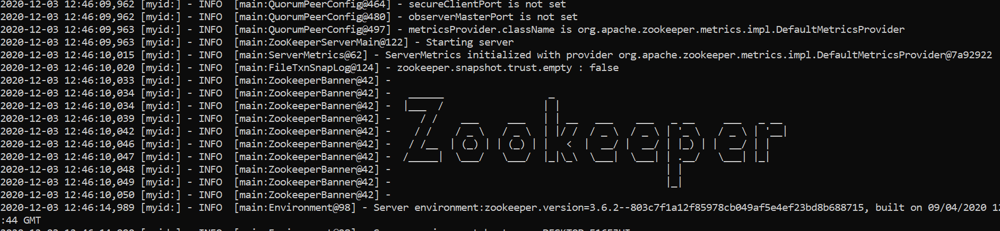 2020-12-03 12:46:09,962 [myid:] - INFO  [main:QuorumPeerConfig@464] - secureClientPort is not set
2020-12-03 12:46:09,962 [myid:] - INFO  [main:QuorumPeerConfig@480] - observerMasterPort is not set
2020-12-03 12:46:09,963 [myid:] - INFO  [main:QuorumPeerConfig@497] - metricsProvider.className is org.apache.zookeeper.metrics.impl.DefaultMetricsProvider
2020-12-03 12:46:09,963 [myid:] - INFO  [main:ZooKeeperServerMain@122] - Starting server
2020-12-03 12:46:10,015 [myid:] - INFO  [main:ServerMetrics@62] - ServerMetrics initialized with provider org.apache.zookeeper.metrics.impl.DefaultMetricsProvider@7a92922
2020-12-03 12:46:10,020 [myid:] - INFO  [main:FileTxnSnapLog@124] - zookeeper.snapshot.trust.empty : false
2020-12-03 12:46:10,033 [myid:] - INFO  [main:ZookeeperBanner@42] -
2020-12-03 12:46:10,034 [myid:] - INFO  [main:ZookeeperBanner@42] -   ______                  _
2020-12-03 12:46:10,034 [myid:] - INFO  [main:ZookeeperBanner@42] -  |___  /                 | |
2020-12-03 12:46:10,039 [myid:] - INFO  [main:ZookeeperBanner@42] -     / /    ___     ___   | | __   ___    ___   _ __     ___   _ __
2020-12-03 12:46:10,042 [myid:] - INFO  [main:ZookeeperBanner@42] -    / /    / _ \   / _ \  | |/ /  / _ \  / _ \ | '_ \   / _ \ | '__|
2020-12-03 12:46:10,046 [myid:] - INFO  [main:ZookeeperBanner@42] -   / /__  | (_) | | (_) | |   <  |  __/ |  __/ | |_) | |  __/ | |
2020-12-03 12:46:10,047 [myid:] - INFO  [main:ZookeeperBanner@42] -  /_____|  \___/   \___/  |_|\_\  \___|  \___| | .__/   \___| |_|
2020-12-03 12:46:10,048 [myid:] - INFO  [main:ZookeeperBanner@42] -                                               | |
2020-12-03 12:46:10,049 [myid:] - INFO  [main:ZookeeperBanner@42] -                                               |_|
2020-12-03 12:46:10,050 [myid:] - INFO  [main:ZookeeperBanner@42] -
2020-12-03 12:46:14,989 [myid:] - INFO  [main:Environment@98] - Server environment:zookeeper.version=3.6.2--803c7f1a12f85978cb049af5e4ef23bd8b688715, built on 09/04/2020 12
:44 GMT